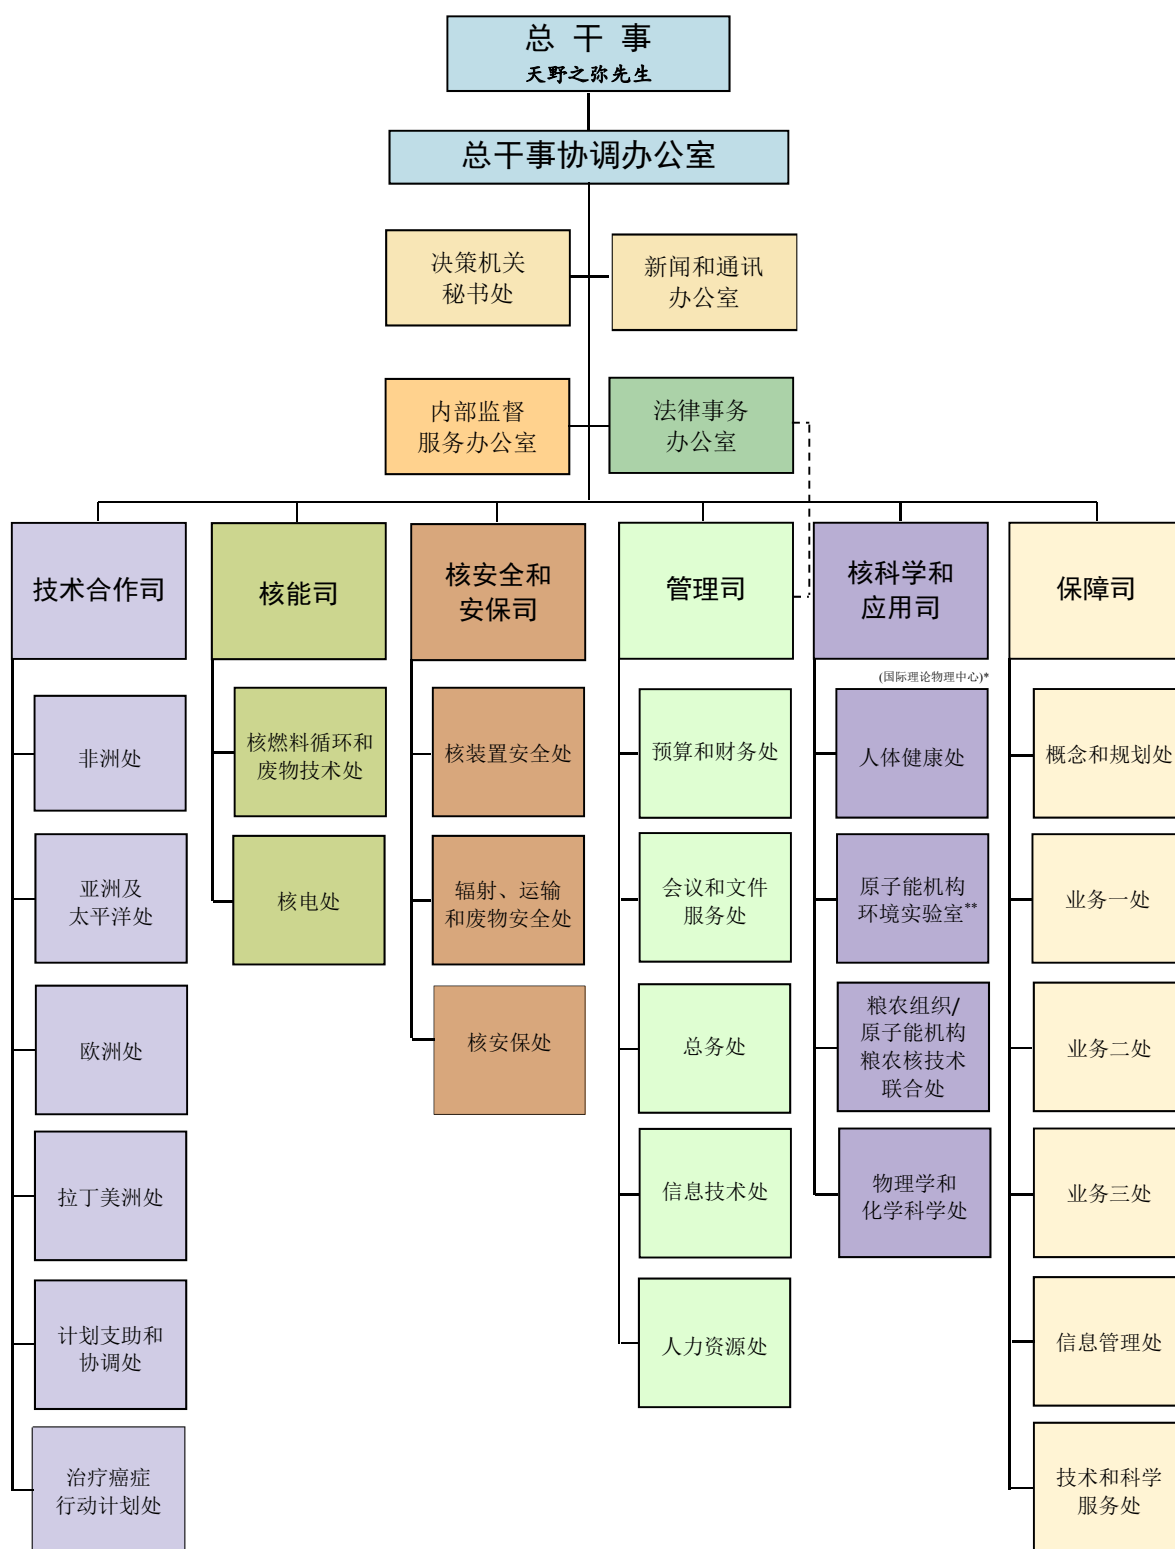 总 干 事
天野之弥先生
总干事协调办公室
决策机关
秘书处
新闻和通讯
办公室
内部监督
服务办公室
法律事务
办公室
技术合作司
核能司
核安全和
安保司
管理司
核科学和
应用司
保障司
(国际理论物理中心)*
非洲处
亚洲及
太平洋处
欧洲处
拉丁美洲处
计划支助和
协调处
治疗癌症
行动计划处
核燃料循环和
废物技术处
核电处
核装置安全处
辐射、运输
和废物安全处
核安保处
预算和财务处
会议和文件
服务处
总务处
信息技术处
人力资源处
人体健康处
原子能机构
环境实验室**
粮农组织/
原子能机构
粮农核技术
联合处
物理学和
化学科学处
概念和规划处
业务一处
业务二处
业务三处
信息管理处
技术和科学
服务处